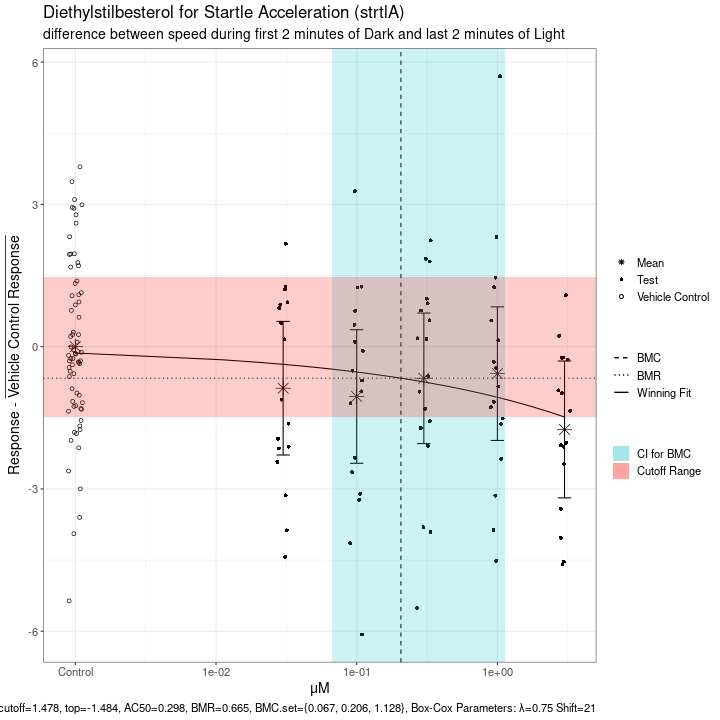 Diethylstilbesterol for Startle Acceleration (strtlA)
difference between speed during first 2 minutes of Dark and last 2 minutes of Light
Response - Vehicle Control Response
6
3
0
-3
-6
Control
1e-02
1e-01
1e+00
µM
Mean
Test
Vehicle Control
BMC
BMR
Winning Fit
CI for BMC
Cutoff Range
cutoff=1.478, top=-1.484, AC50=0.298, BMR=0.665, BMC.set={0.067, 0.206, 1.128}, Box-Cox Parameters: λ=0.75 Shift=21